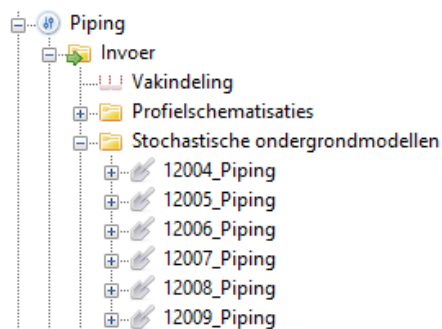 Piping
Invoer
Vakindeling
Profielschematisaties
Stochastische ondergrondmodellen
12004_Piping
12005_Piping
12006_Piping
12007_Piping
12008_Piping
12009_Piping